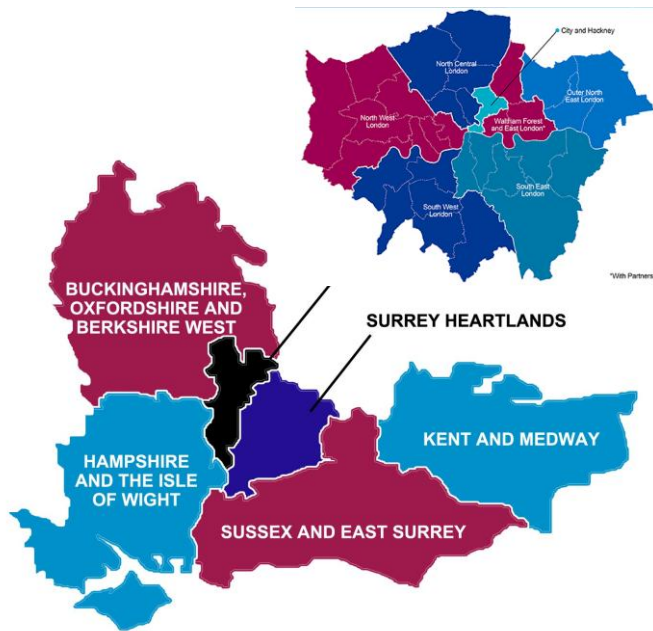 City and Hackney
North Central
London
Outer North
East London
North West
London
Waltham Forest
and East London*
South East
London
South West
London
*With Partners
BUCKINGHAMSHIRE,
OXFORDSHIRE AND
BERKSHIRE WEST
SURREY HEARTLANDS
KENT AND MEDWAY
HAMPSHIRE
AND THE ISLE
OF WIGHT
SUSSEX AND EAST SURREY